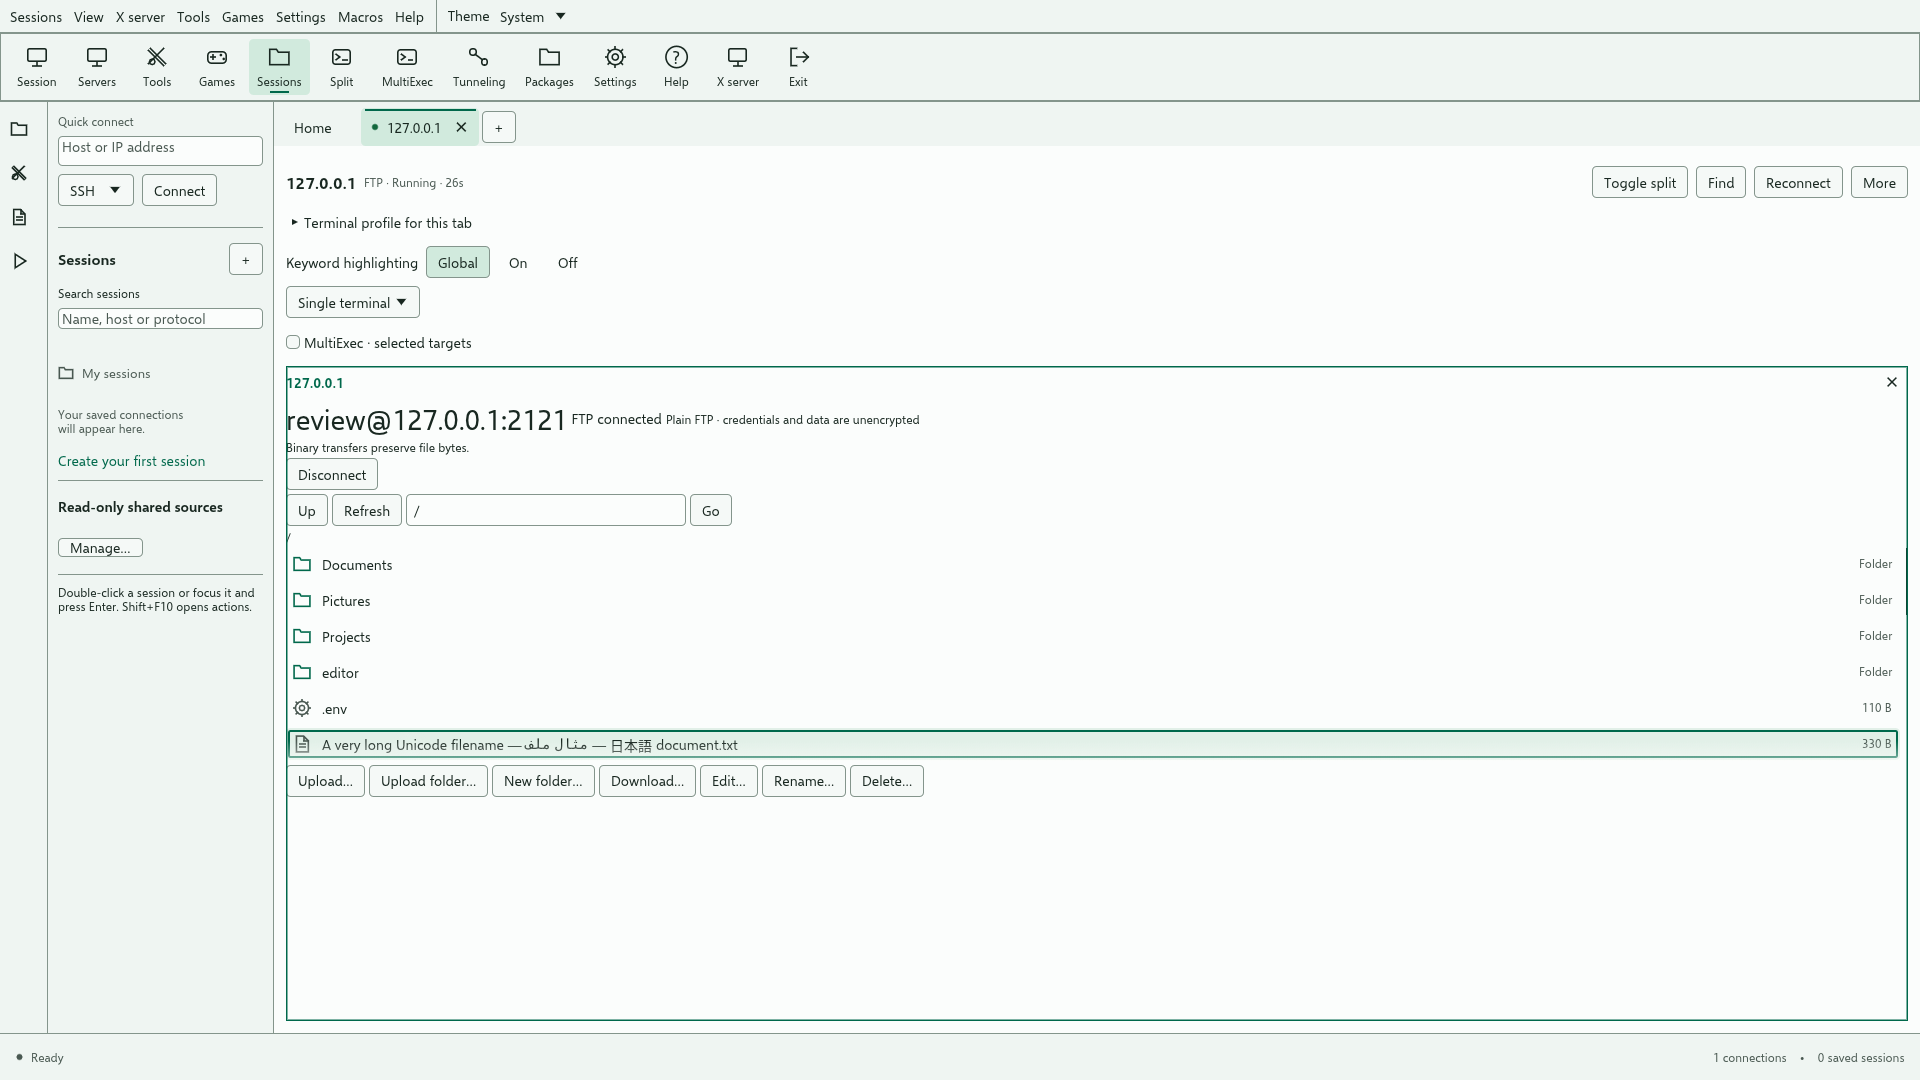 Sessions View X server Tools Games Settings Macros Help Theme System
Session Servers Tools Games Sessions Split MultiExec Tunneling Packages Settings Help X server Exit
Quick connect
Host or IP address
SSH Connect
Sessions +
Search sessions
Name, host or protocol
My sessions
Your saved connections
will appear here.
Create your first session
Read-only shared sources
Manage...
Double-click a session or focus it and
press Enter. Shift+F10 opens actions.
Home 127.0.0.1 +
127.0.0.1 FTP · Running · 26s Toggle split Find Reconnect More
Terminal profile for this tab
Keyword highlighting Global On Off
Single terminal
MultiExec · selected targets
127.0.0.1
review@127.0.0.1:2121 FTP connected Plain FTP · credentials and data are unencrypted
Binary transfers preserve file bytes.
Disconnect
Up Refresh / Go
/
Documents Folder
Pictures Folder
Projects Folder
editor Folder
.env 110 B
A very long Unicode filename — مثال ملف — 日本語 document.txt 330 B
Upload... Upload folder... New folder... Download... Edit... Rename... Delete...
Ready 1 connections • 0 saved sessions